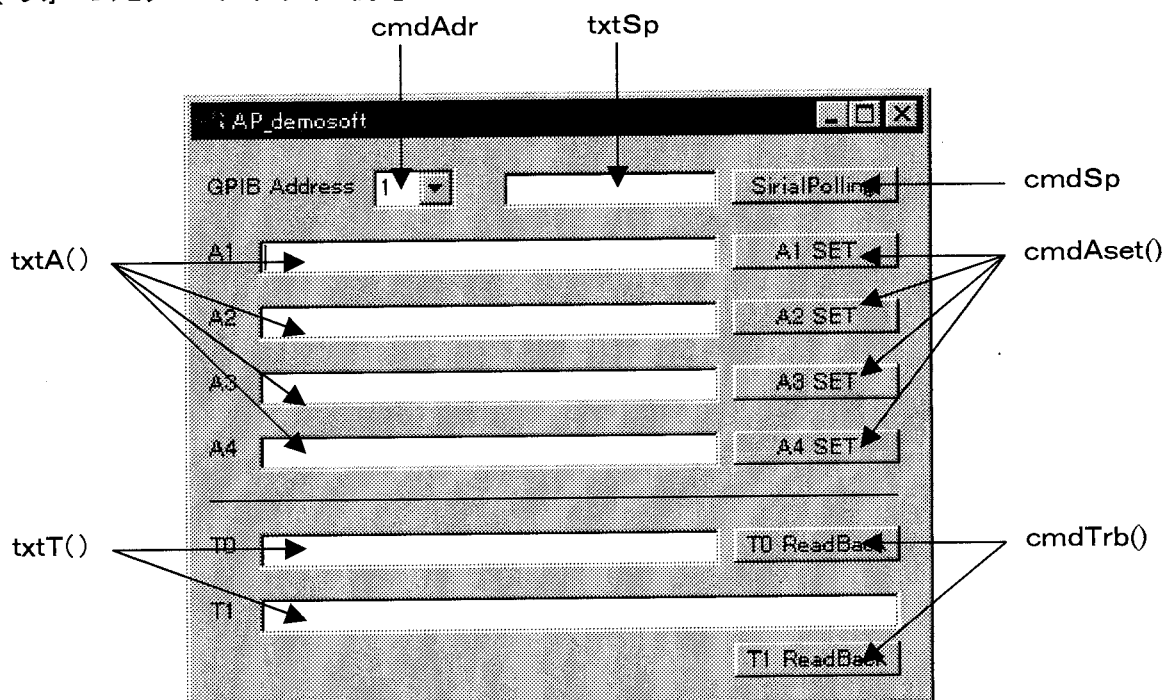 cmdAdr txtSp
AP_demosoft
GPIB Address 1 SirialPolling cmdSp
txtA() A1 A1 SET cmdAset()
A2 A2 SET
A3 A3 SET
A4 A4 SET
txtT() T0 T0 ReadBack cmdTrb()
T1
T1 ReadBack